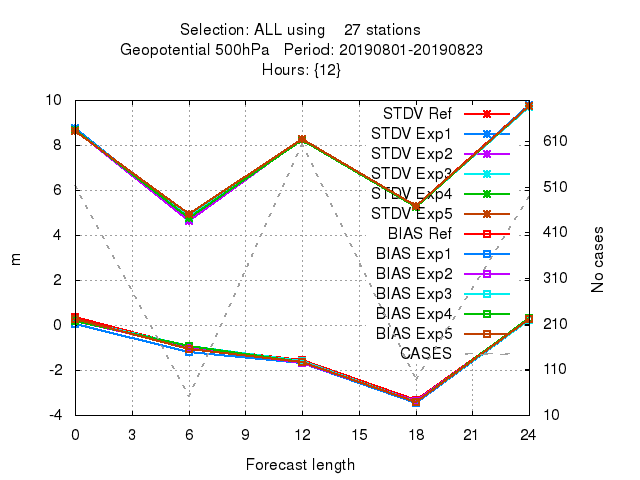 Selection: ALL using    27 stations
Geopotential 500hPa   Period: 20190801-20190823
Hours: {12}
10
8
6
4
2
0
-2
-4
m
STDV Ref
STDV Exp1
STDV Exp2
STDV Exp3
STDV Exp4
STDV Exp5
BIAS Ref
BIAS Exp1
BIAS Exp2
BIAS Exp3
BIAS Exp4
BIAS Exp5
CASES
610
510
410
310
210
110
10
No cases
0 3 6 9 12 15 18 21 24
Forecast length